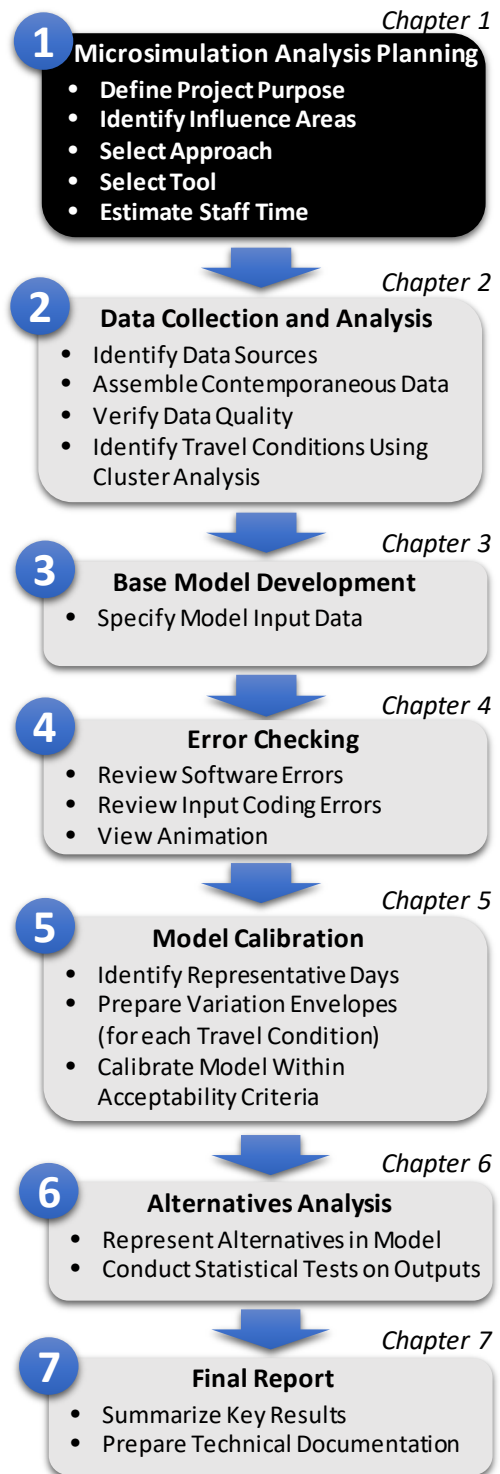 Chapter 1
1
Microsimulation Analysis Planning
• Define Project Purpose
• Identify Influence Areas
• Select Approach
• Select Tool
• Estimate Staff Time
Chapter 2
2
Data Collection and Analysis
• Identify Data Sources
• Assemble Contemporaneous Data
• Verify Data Quality
• Identify Travel Conditions Using
Cluster Analysis
Chapter 3
3
Base Model Development
• Specify Model Input Data
Chapter 4
4
Error Checking
• Review Software Errors
• Review Input Coding Errors
• View Animation
Chapter 5
5
Model Calibration
• Identify Representative Days
• Prepare Variation Envelopes
(for each Travel Condition)
• Calibrate Model Within
Acceptability Criteria
Chapter 6
6
Alternatives Analysis
• Represent Alternatives in Model
• Conduct Statistical Tests on Outputs
Chapter 7
7
Final Report
• Summarize Key Results
• Prepare Technical Documentation